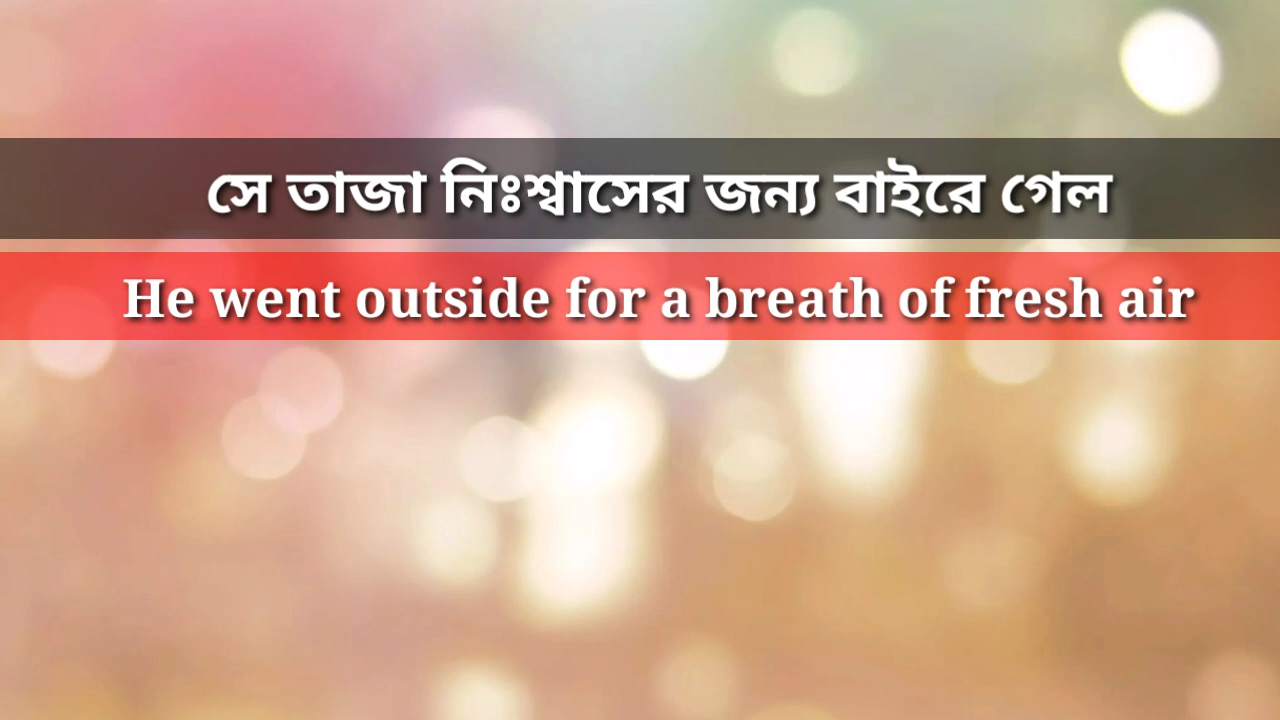 সে তাজা নিঃশ্বাসের জন্য বাইরে গেল
He went outside for a breath of fresh air